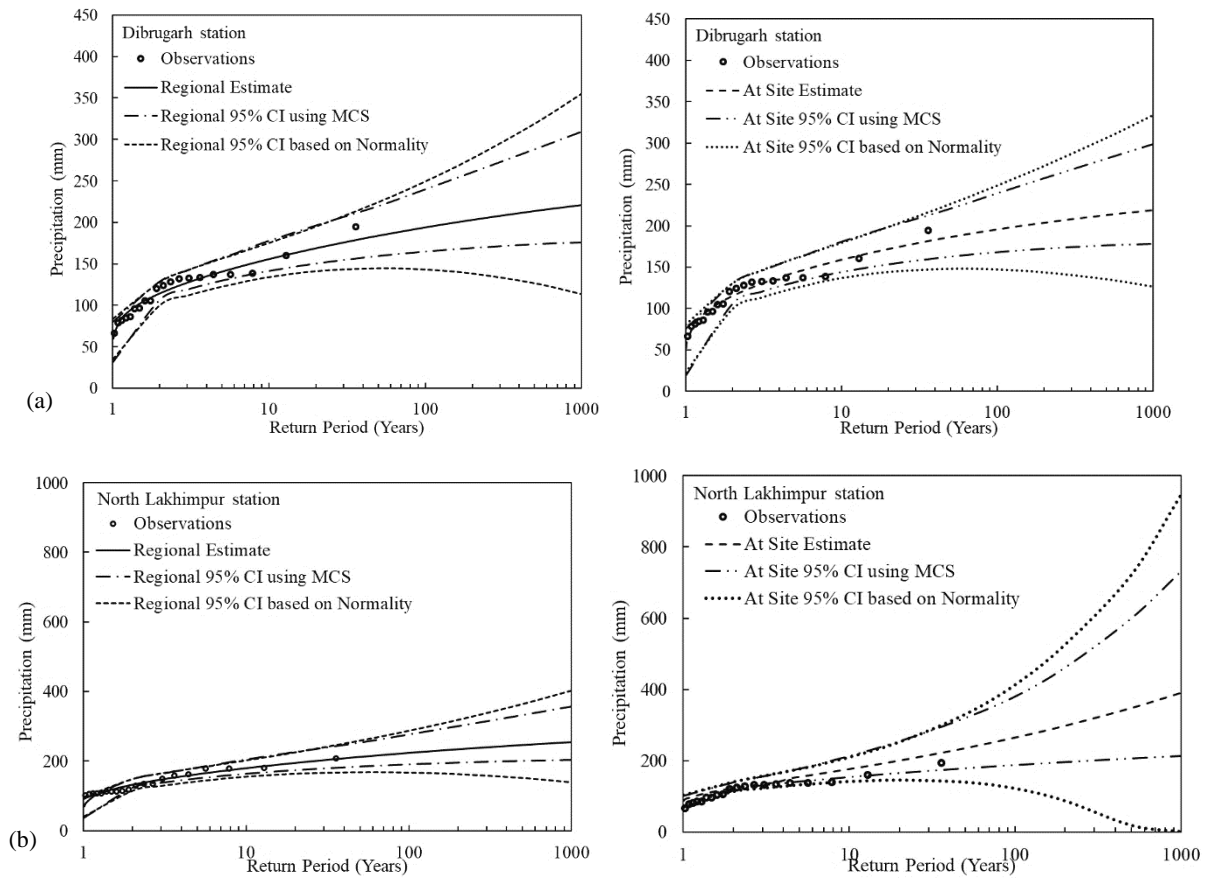 450
400
350
300
250
200
150
100
50
0
Precipitation (mm)
Dibrugarh station
Observations
Regional Estimate
Regional 95% CI using MCS
Regional 95% CI based on Normality
1
10
100
1000
Return Period (Years)
450
400
350
300
250
200
150
100
50
0
Precipitation (mm)
Dibrugarh station
Observations
At Site Estimate
At Site 95% CI using MCS
At Site 95% CI based on Normality
1
10
100
1000
Return Period (Years)
(a)
1000
800
600
400
200
0
Precipitation (mm)
North Lakhimpur station
Observations
Regional Estimate
Regional 95% CI using MCS
Regional 95% CI based on Normality
1
10
100
1000
Return Period (Years)
1000
800
600
400
200
0
Precipitation (mm)
North Lakhimpur station
Observations
At Site Estimate
At Site 95% CI using MCS
At Site 95% CI based on Normality
1
10
100
1000
Return Period (Years)
(b)